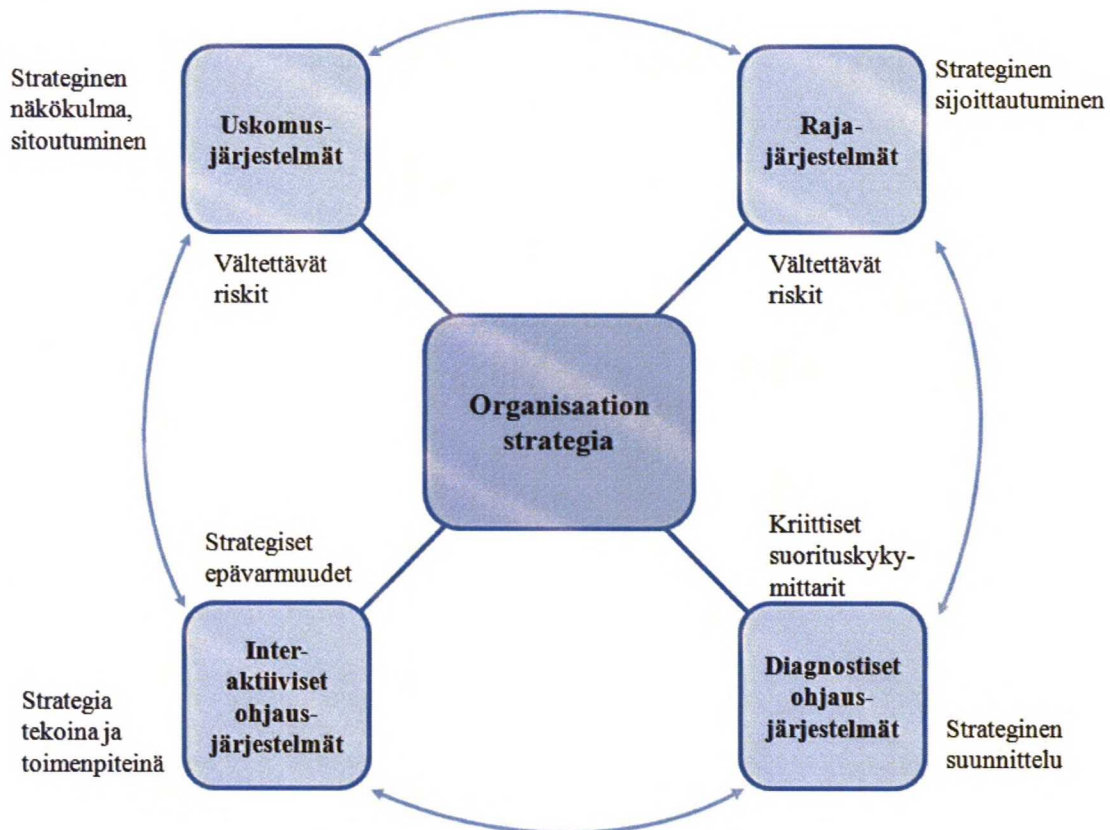 Strateginen
näkökulma,
sitoutuminen
Uskomus-
järjestelmät
Raja-
järjestelmät
Strateginen
sijoittautuminen
Vältettävät
riskit
Vältettävät
riskit
Organisaation
strategia
Strategiset
epävarmuudet
Kriittiset
suorituskyky-
mittarit
Inter-
aktiiviset
ohjaus-
järjestelmät
Diagnostiset
ohjaus-
järjestelmät
Strategia
tekoina ja
toimenpiteinä
Strateginen
suunnittelu